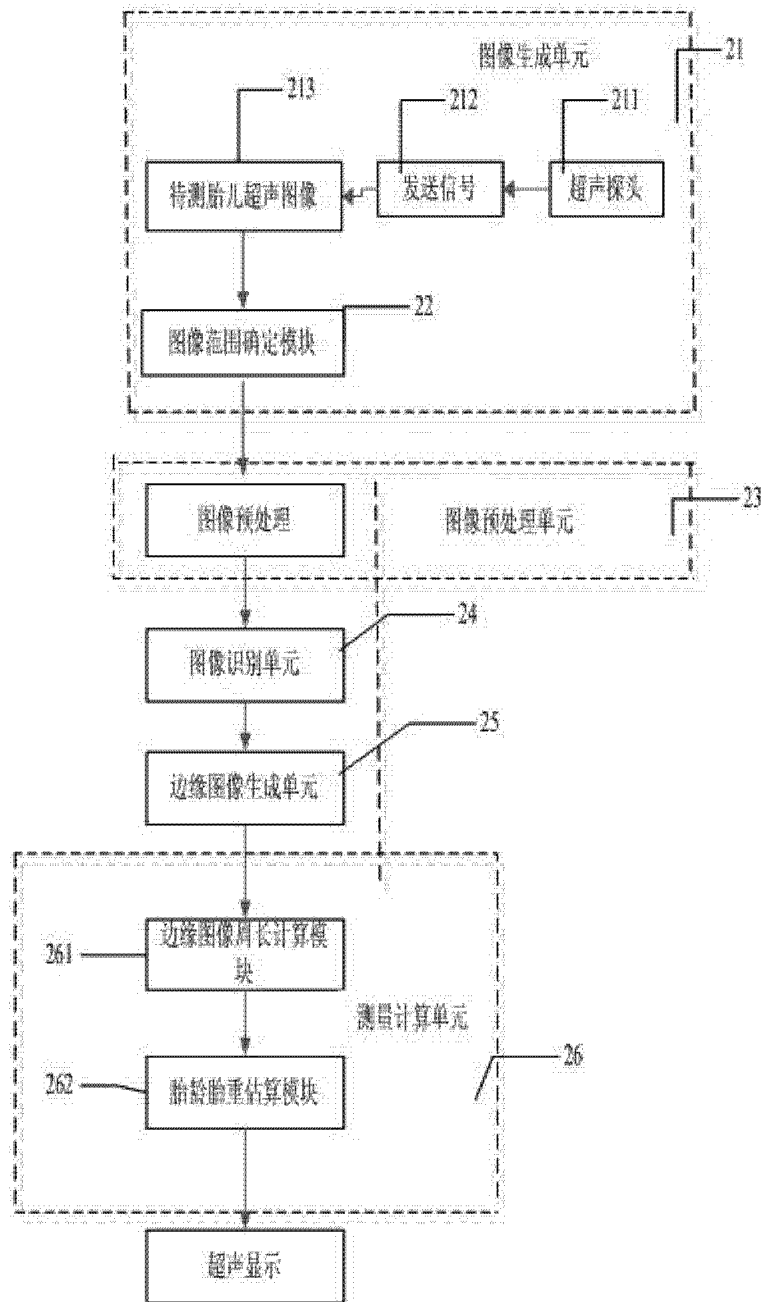 图像生成单元
21
213
212
211
特测胎儿超声图像
发送信号
超声探头
22
图像范围确定模块
图像预处理
图像预处理单元
23
24
图像识别单元
25
边缘图像生成单元
261
边缘图像周长计算模
块
测量计算单元
262
胎龄胎重估算模块
26
超声显示